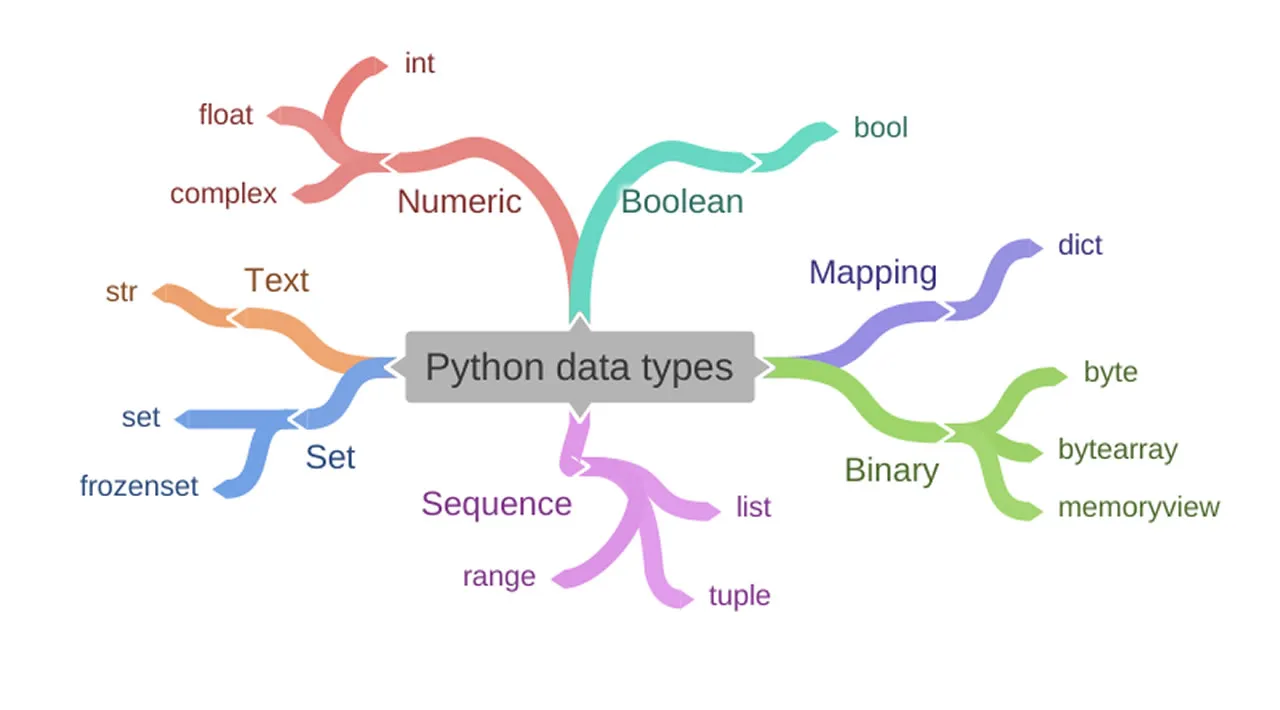 Python data types
Numeric
int
float
complex
Boolean
bool
Text
str
Mapping
dict
Set
set
frozenset
Binary
byte
bytearray
memoryview
Sequence
list
range
tuple